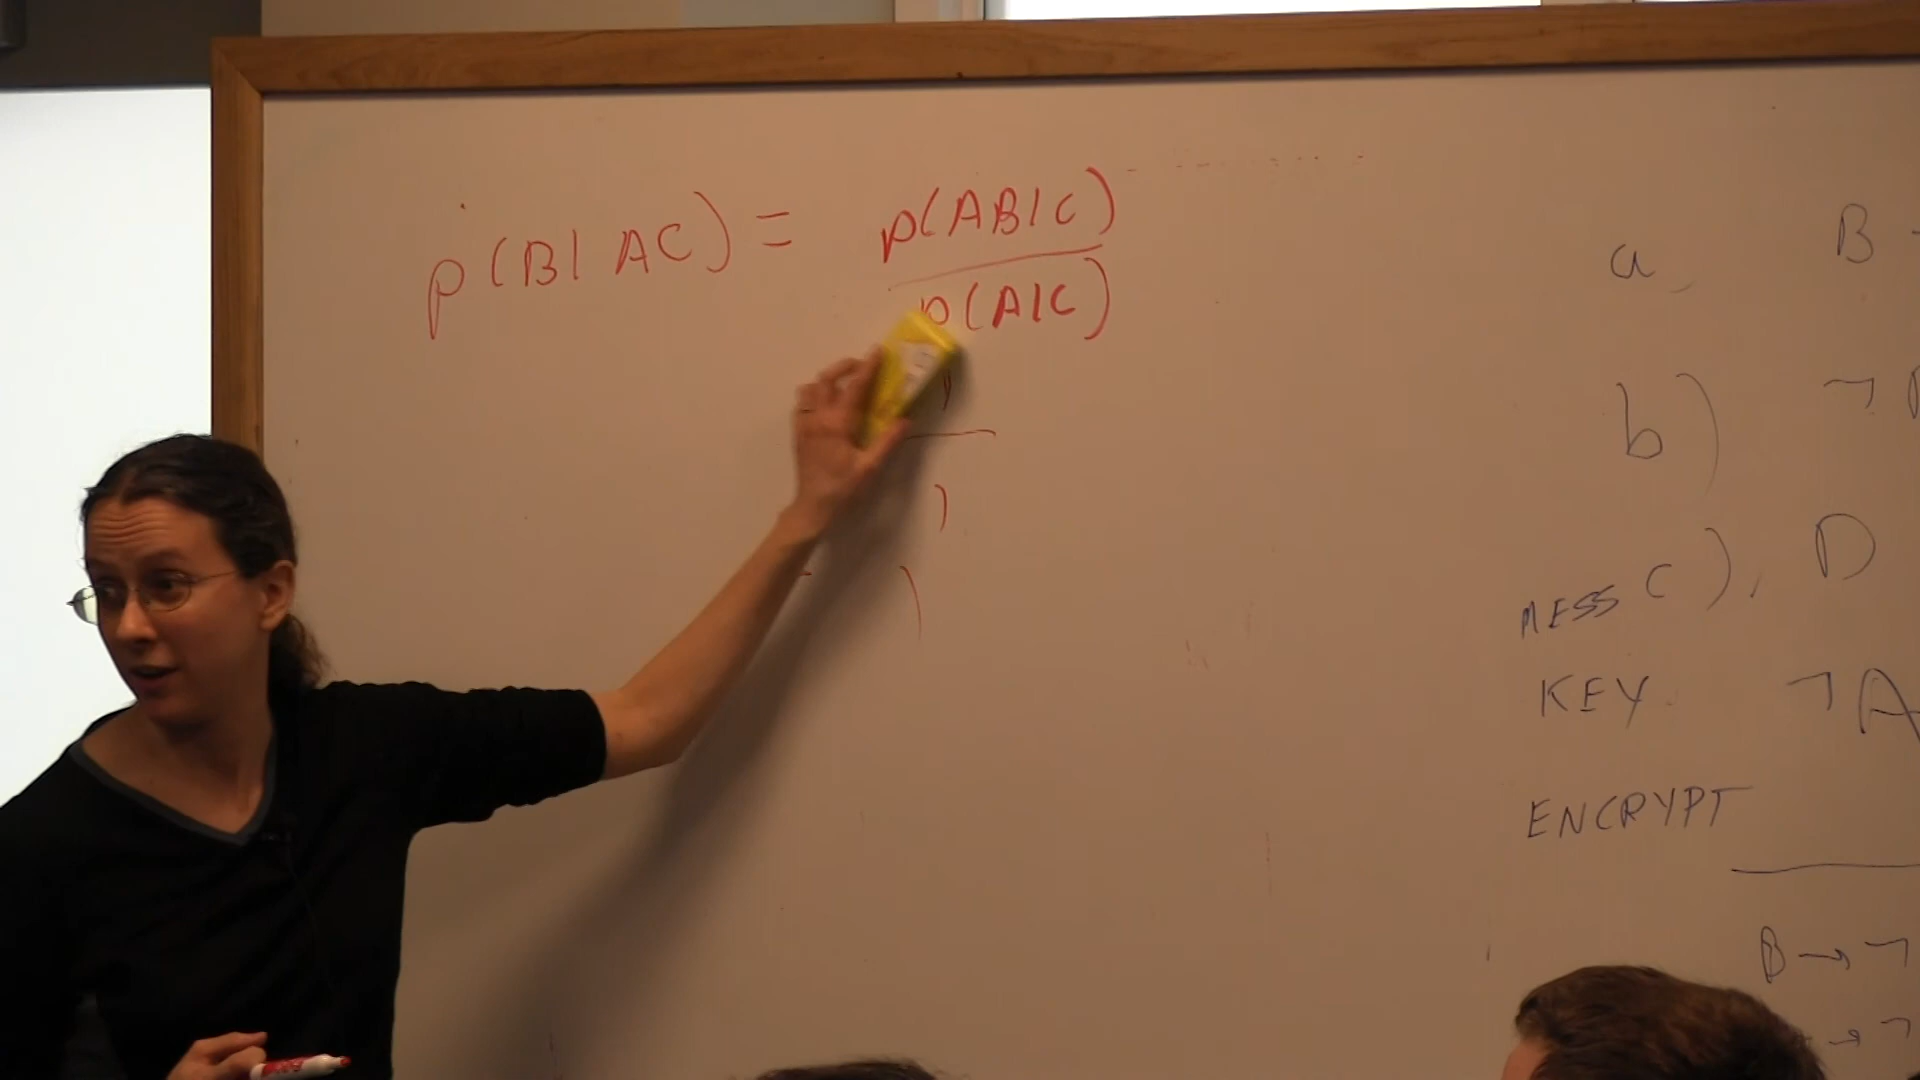 p(B| AC) = p(AB|C)
p(A|C)
a, B
b) ¬
MESS C), D
KEY ¬A
ENCRYPT
B → ¬
→ ¬